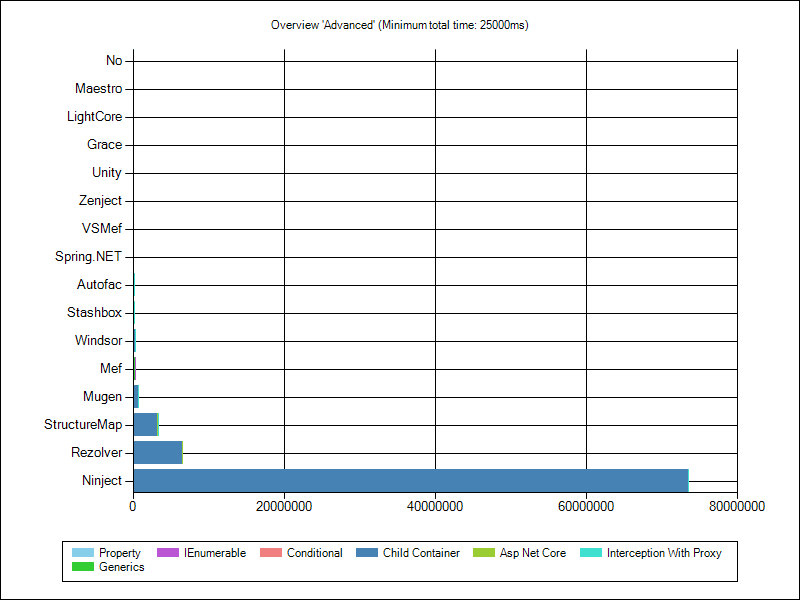 Overview 'Advanced' (Minimum total time: 25000ms)
No
Maestro
LightCore
Grace
Unity
Zenject
VSMef
Spring.NET
Autofac
Stashbox
Windsor
Mef
Mugen
StructureMap
Rezolver
Ninject
0 20000000 40000000 60000000 80000000
Property IEnumerable Conditional Child Container Asp Net Core Interception With Proxy
Generics